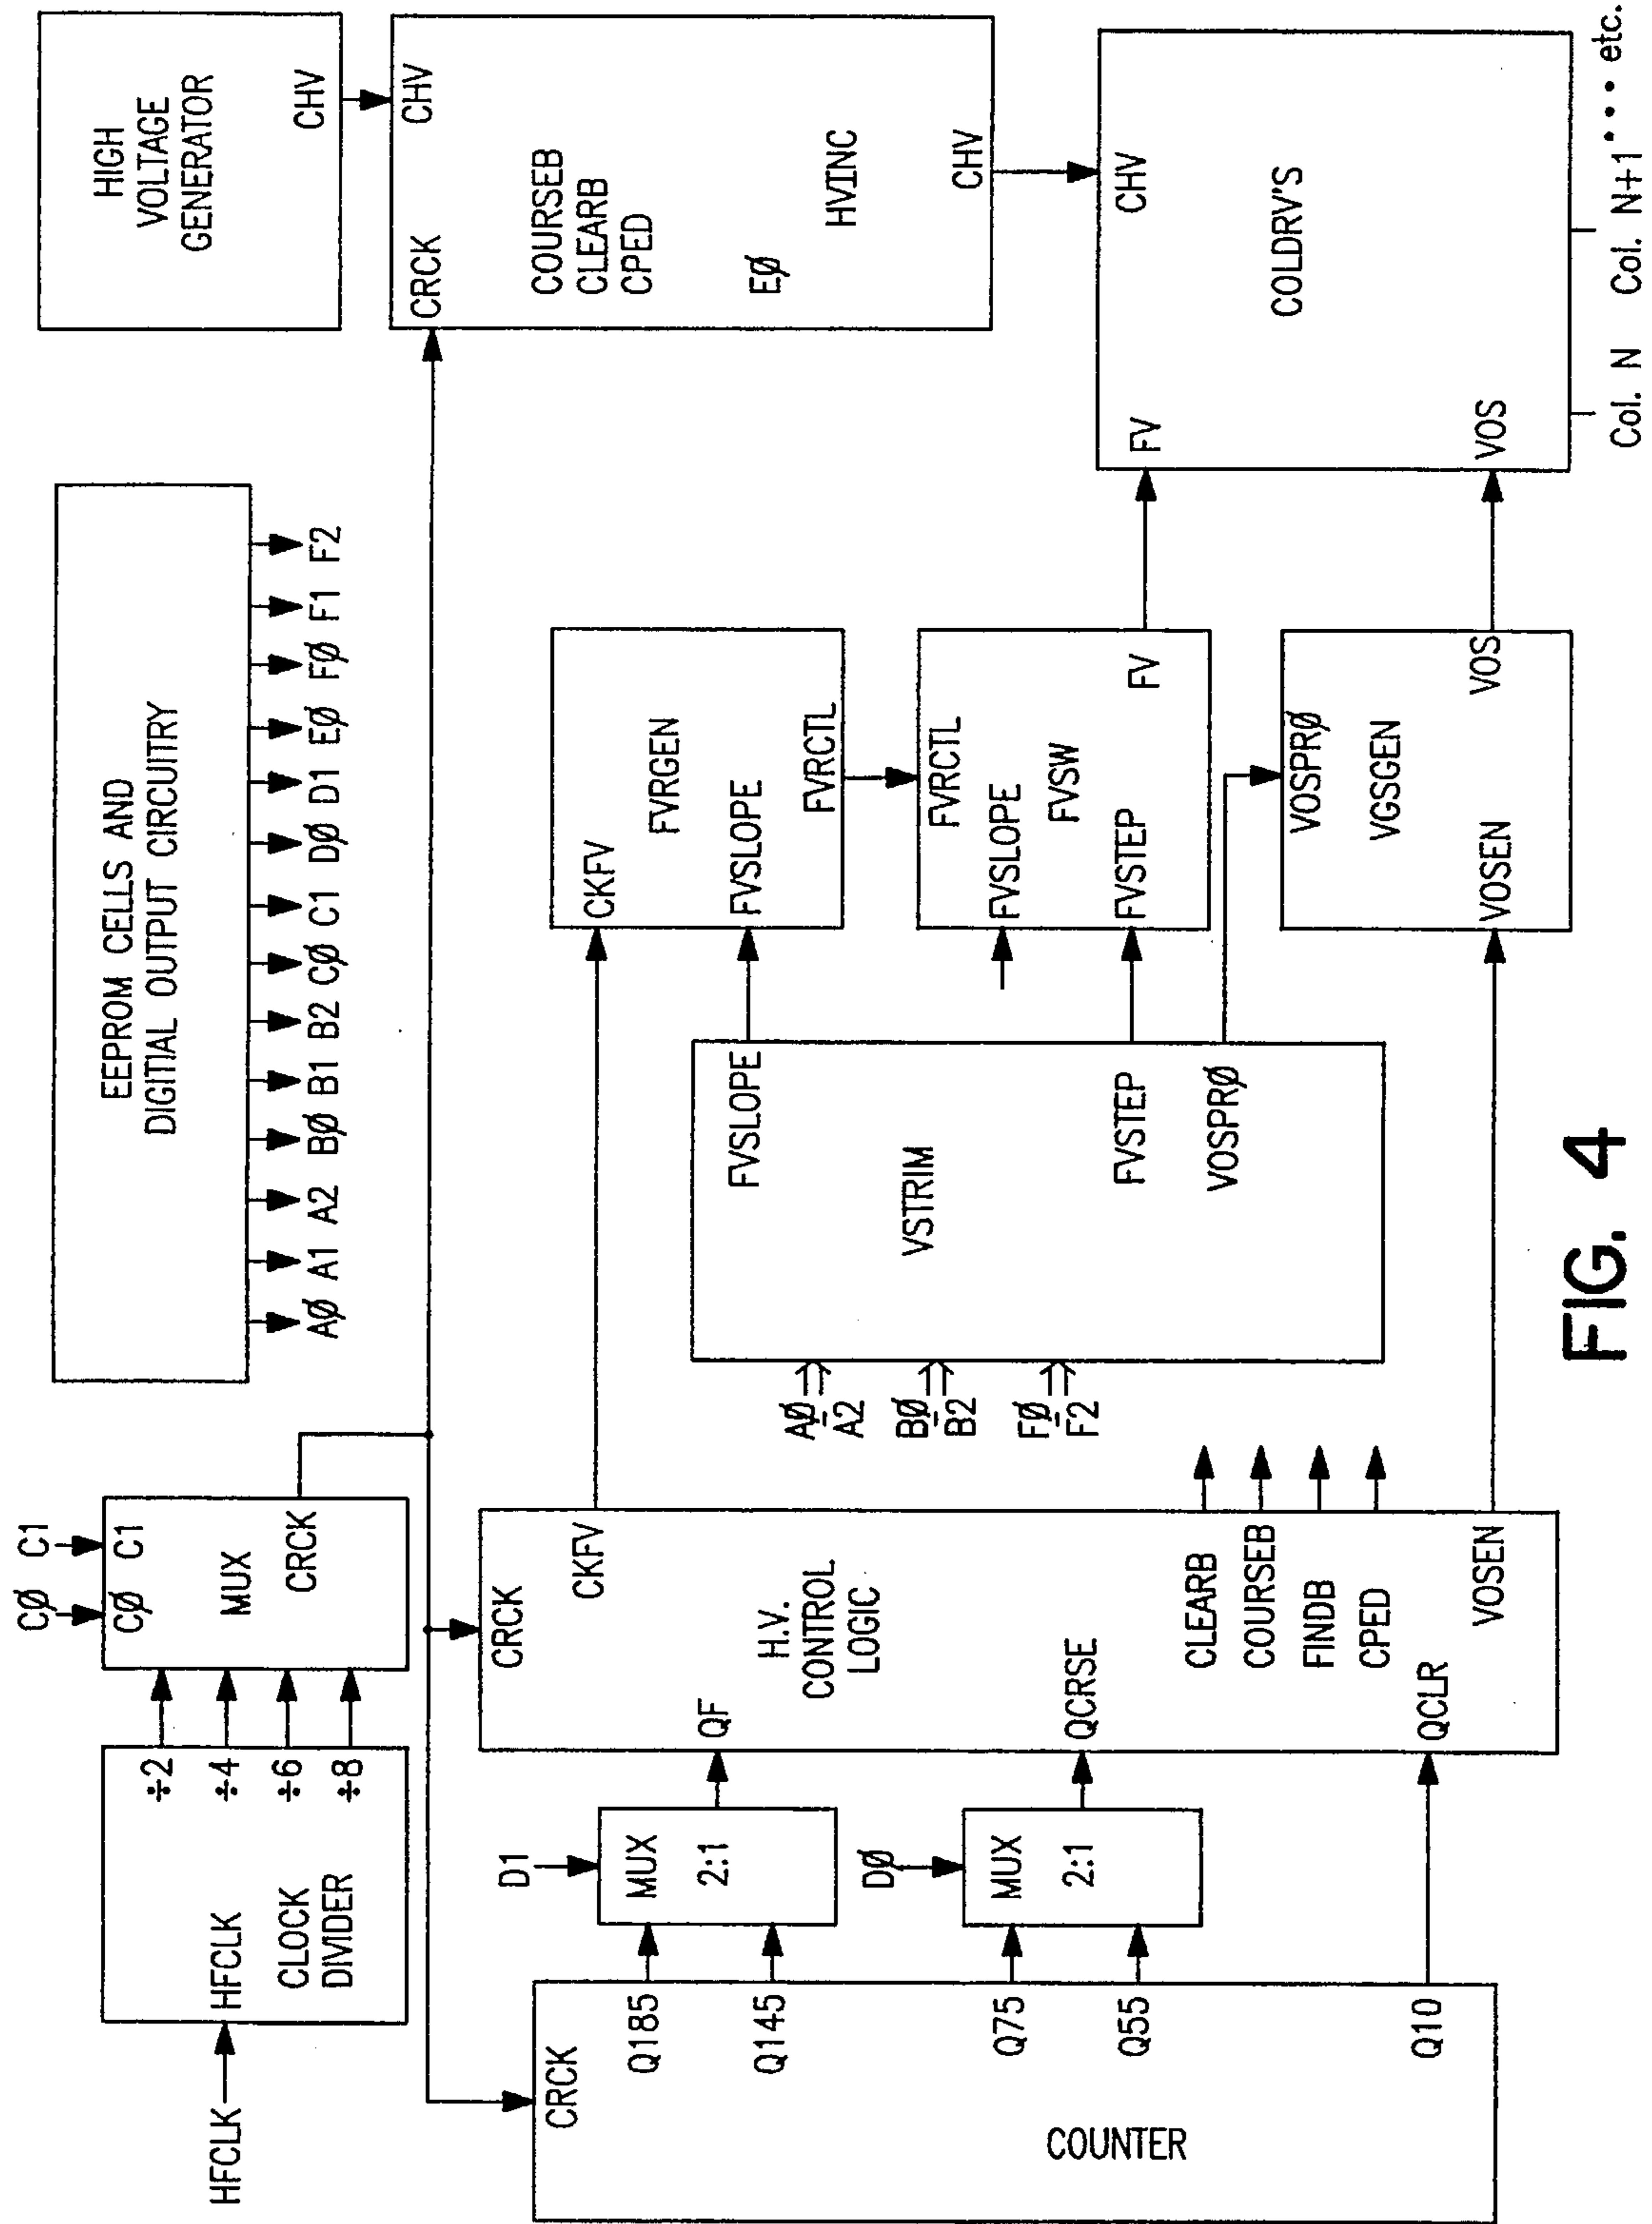 HFCLK
HFCLK
CLOCK
DIVIDER
÷2
÷4
÷6
÷8
CØ C1
CØ C1
MUX
CRCK
EEPROM CELLS AND
DIGITIAL OUTPUT CIRCUITRY
AØ A1 A2 BØ B1 B2 CØ C1 DØ D1 EØ FØ F1 F2
HIGH
VOLTAGE
GENERATOR
CHV
CRCK
CHV
COURSEB
CLEARB
CPED
EØ
HVINC
CHV
CRCK
COUNTER
Q185
Q145
Q75
Q55
Q10
D1
MUX
2:1
DØ
MUX
2:1
CRCK
QF
QCRSE
QCLR
H.V.
CONTROL
LOGIC
CKFV
CLEARB
COURSEB
FINDB
CPED
VOSEN
AØ-
A2
BØ-
B2
FØ-
F2
VSTRIM
FVSLOPE
FVSTEP
VOSPRØ
CKFV
FVRGEN
FVSLOPE
FVRCTL
FVRCTL
FVSLOPE
FVSW
FVSTEP
FV
VOSPRØ
VGSGEN
VOSEN
VOS
FV
CHV
COLDRV'S
VOS
Col. N Col. N+1 • • • etc.
FIG. 4